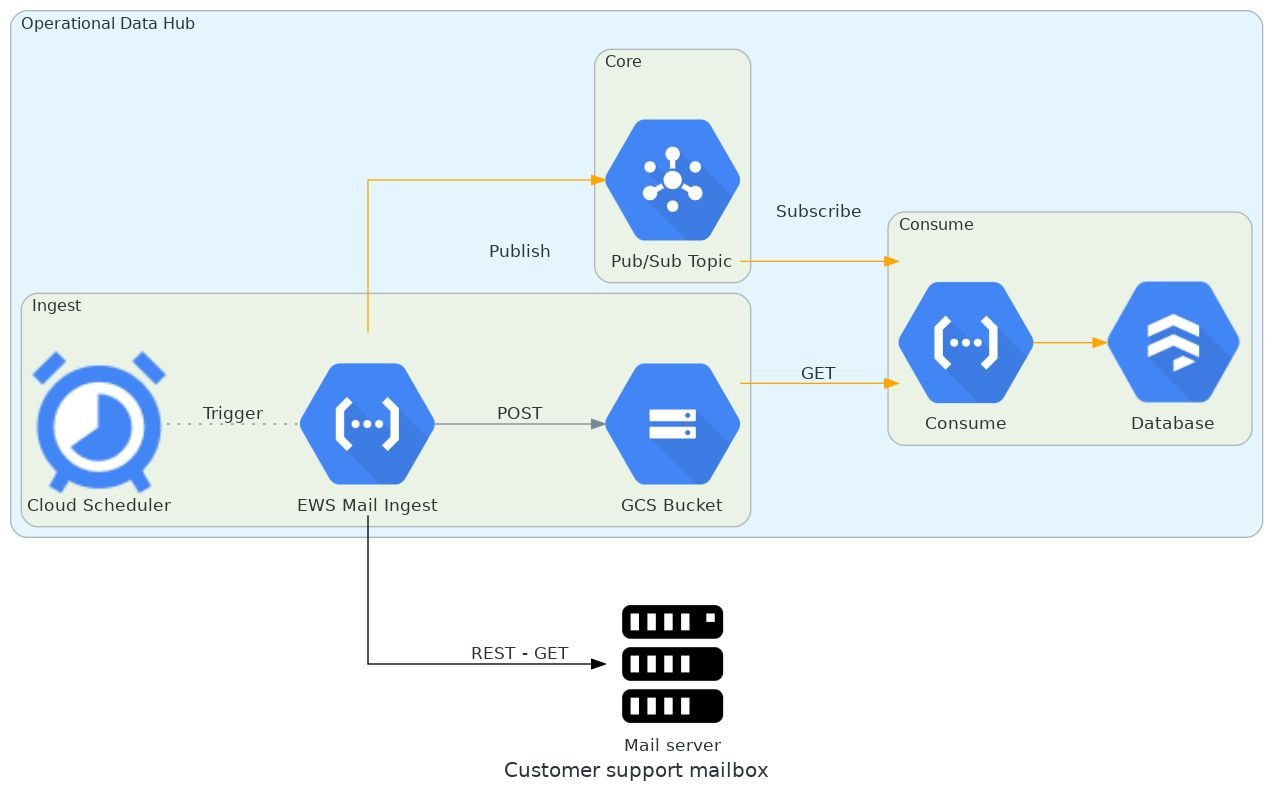 Operational Data Hub
Core
Pub/Sub Topic
Subscribe
Publish
Consume
Ingest
GET
Trigger
POST
Consume
Database
Cloud Scheduler
EWS Mail Ingest
GCS Bucket
REST - GET
Mail server
Customer support mailbox